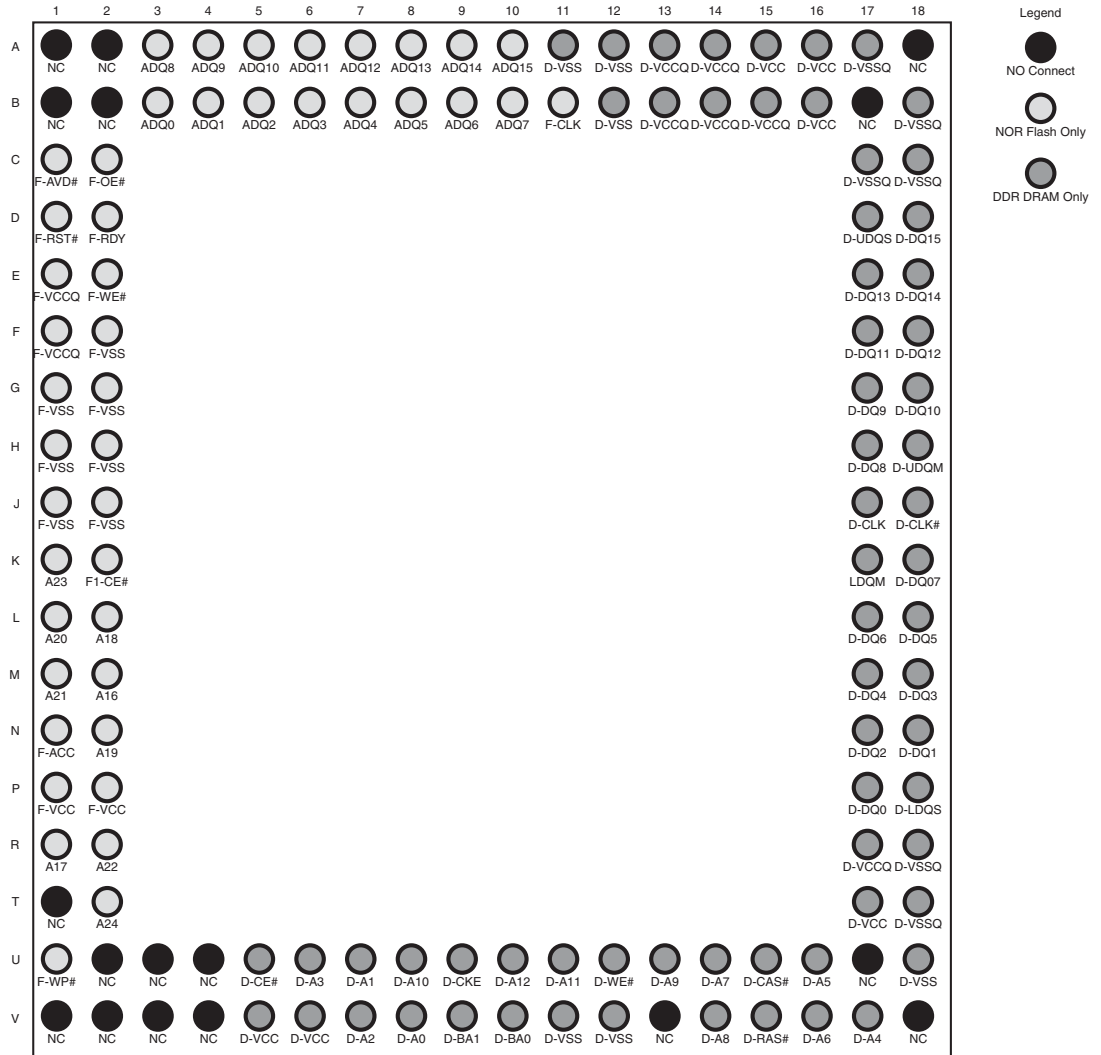 1 2 3 4 5 6 7 8 9 10 11 12 13 14 15 16 17 18
Legend
A
NC NC ADQ8 ADQ9 ADQ10 ADQ11 ADQ12 ADQ13 ADQ14 ADQ15 D-VSS D-VSS D-VCCQ D-VCCQ D-VCC D-VCC D-VSSQ NC
NO Connect
B
NC NC ADQ0 ADQ1 ADQ2 ADQ3 ADQ4 ADQ5 ADQ6 ADQ7 F-CLK D-VSS D-VCCQ D-VCCQ D-VCCQ D-VCC NC D-VSSQ
NOR Flash Only
C
F-AVD# F-OE# D-VSSQ D-VSSQ
DDR DRAM Only
D
F-RST# F-RDY D-UDQS D-DQ15
E
F-VCCQ F-WE# D-DQ13 D-DQ14
F
F-VCCQ F-VSS D-DQ11 D-DQ12
G
F-VSS F-VSS D-DQ9 D-DQ10
H
F-VSS F-VSS D-DQ8 D-UDQM
J
F-VSS F-VSS D-CLK D-CLK#
K
A23 F1-CE# LDQM D-DQ07
L
A20 A18 D-DQ6 D-DQ5
M
A21 A16 D-DQ4 D-DQ3
N
F-ACC A19 D-DQ2 D-DQ1
P
F-VCC F-VCC D-DQ0 D-LDQS
R
A17 A22 D-VCCQ D-VSSQ
T
NC A24 D-VCC D-VSSQ
U
F-WP# NC NC NC D-CE# D-A3 D-A1 D-A10 D-CKE D-A12 D-A11 D-WE# D-A9 D-A7 D-CAS# D-A5 NC D-VSS
V
NC NC NC NC D-VCC D-VCC D-A2 D-A0 D-BA1 D-BA0 D-VSS D-VSS NC D-A8 D-RAS# D-A6 D-A4 NC